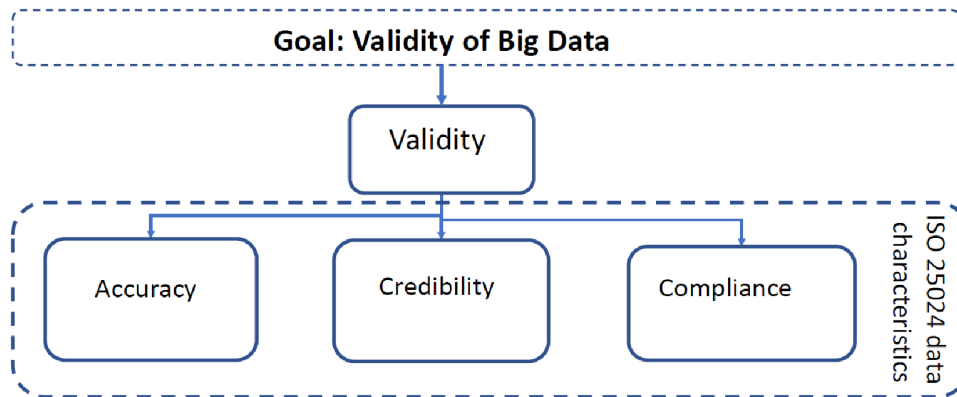 Goal: Validity of Big Data
Validity
Accuracy
Credibility
Compliance
ISO 25024 data
characteristics